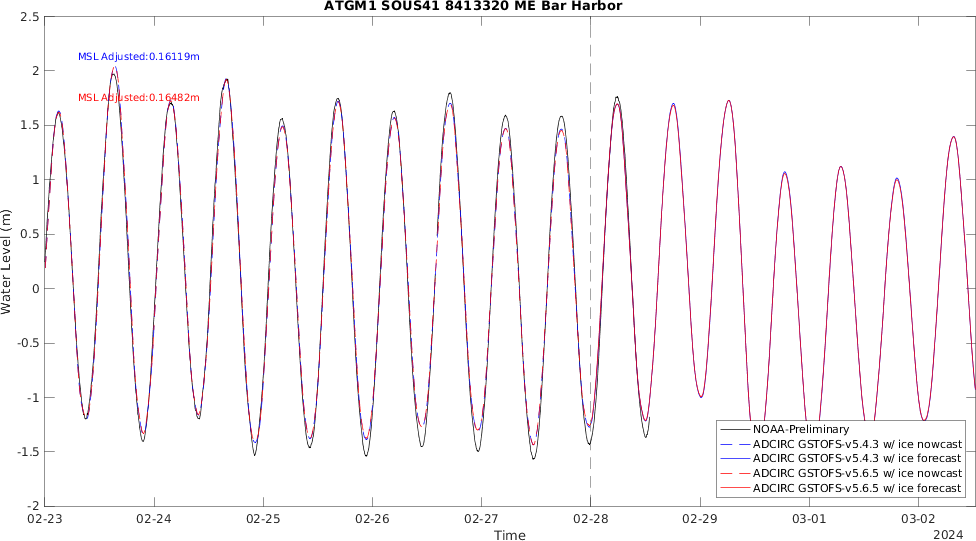 ATGM1 SOUS41 8413320 ME Bar Harbor
2.5
2
1.5
1
0.5
0
-0.5
-1
-1.5
-2
Water Level (m)
MSL Adjusted:0.16119m
MSL Adjusted:0.16482m
NOAA-Preliminary
ADCIRC GSTOFS-v5.4.3 w/ ice nowcast
ADCIRC GSTOFS-v5.4.3 w/ ice forecast
ADCIRC GSTOFS-v5.6.5 w/ ice nowcast
ADCIRC GSTOFS-v5.6.5 w/ ice forecast
02-23 02-24 02-25 02-26 02-27 02-28 02-29 03-01 03-02
Time
2024